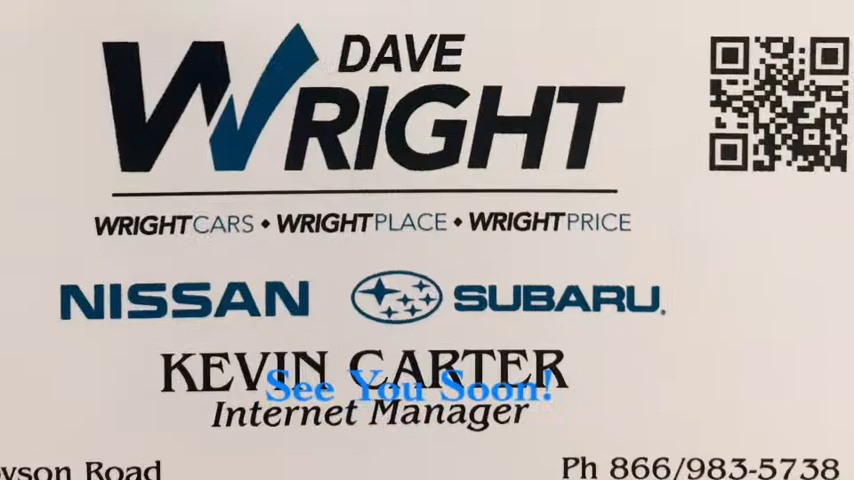 DAVE
WRIGHT
WRIGHTCARS • WRIGHTPLACE • WRIGHTPRICE
NISSAN SUBARU.
KEVIN CARTER
See You Soon!
Internet Manager
Road
Ph 866/983-5738